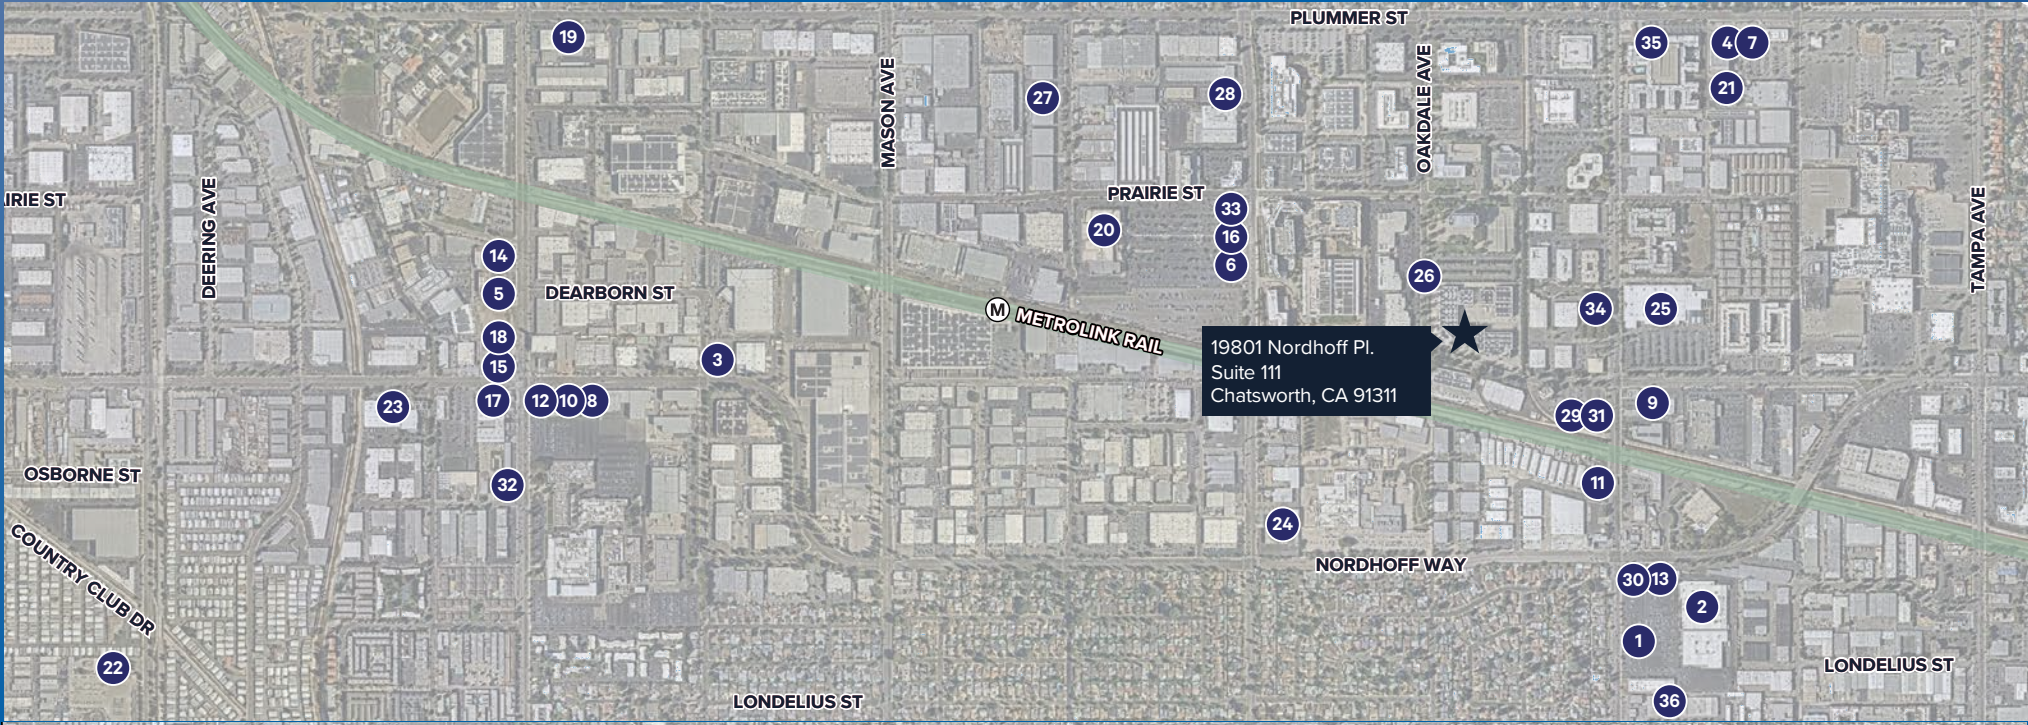 PLUMMER ST
19
35
4
7
MASON AVE
OAKDALE AVE
27
28
21
IRIE ST
DEERING AVE
PRAIRIE ST
33
20
16
6
TAMPA AVE
14
5
DEARBORN ST
26
M METROLINK RAIL
34
25
18
15
3
19801 Nordhoff Pl.
Suite 111
Chatsworth, CA 91311
23
17
12
10
8
29
31
9
OSBORNE ST
32
11
24
COUNTRY CLUB DR
NORDHOFF WAY
30
13
2
1
22
LONDELIUS ST
LONDELIUS ST
36